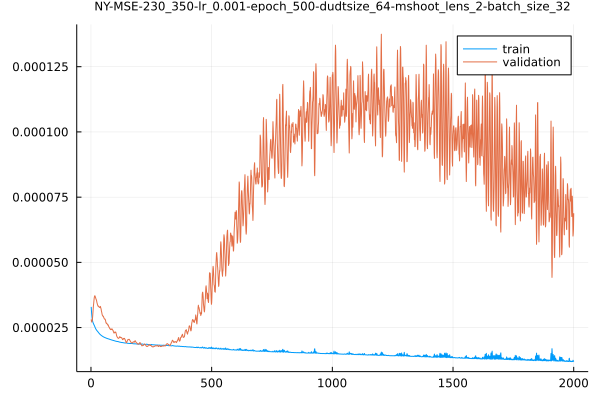 NY-MSE-230_350-lr_0.001-epoch_500-dudtsize_64-mshoot_lens_2-batch_size_32
train
validation
0.000125
0.000100
0.000075
0.000050
0.000025
0 500 1000 1500 2000